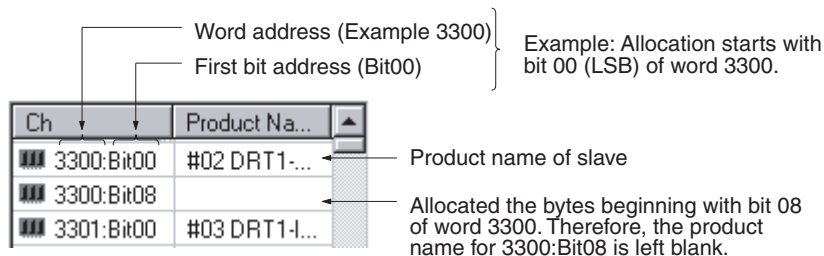 Word address (Example 3300)
First bit address (Bit00)
Example: Allocation starts with
bit 00 (LSB) of word 3300.
Ch
Product Na...
3300:Bit00
#02 DRT1-...
3300:Bit08
3301:Bit00
#03 DRT1-I...
Product name of slave
Allocated the bytes beginning with bit 08
of word 3300. Therefore, the product
name for 3300:Bit08 is left blank.